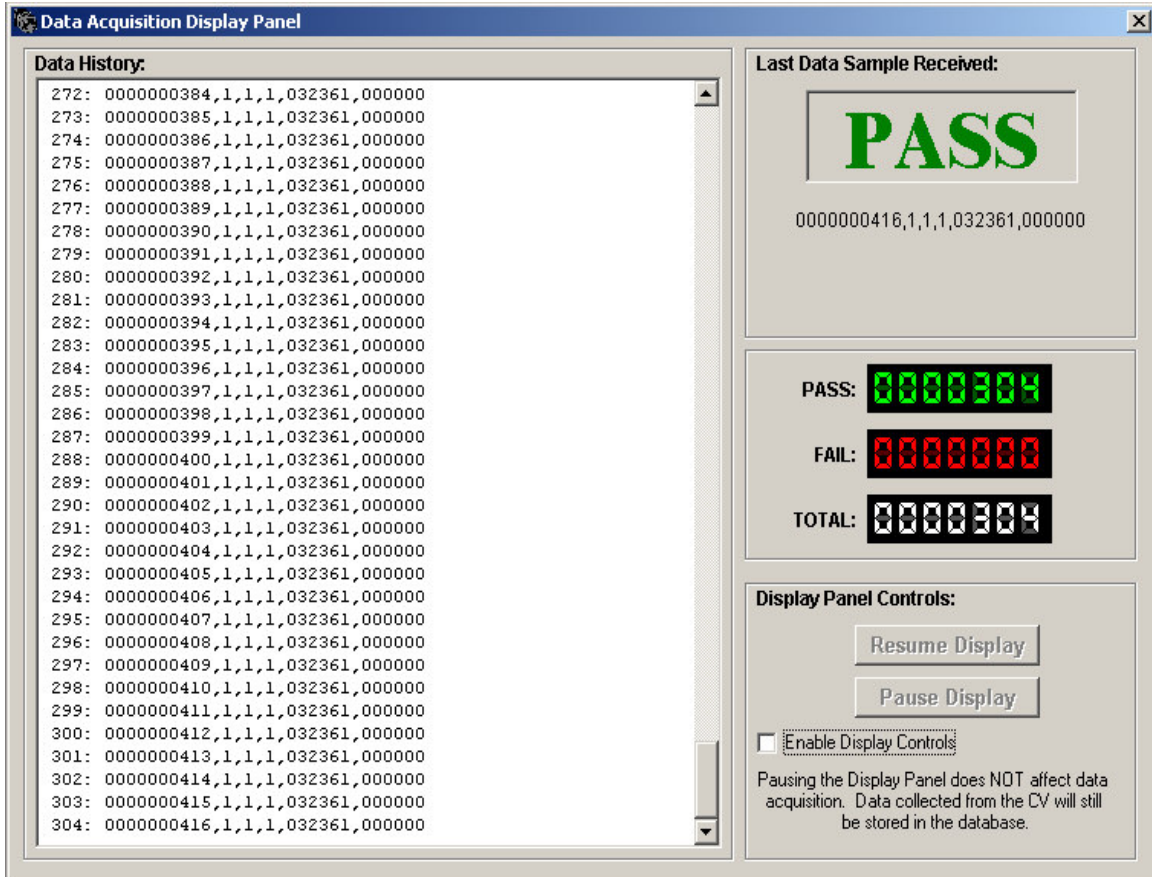 Data Acquisition Display Panel
Data History:
272: 0000000384,1,1,1,032361,000000
273: 0000000385,1,1,1,032361,000000
274: 0000000386,1,1,1,032361,000000
275: 0000000387,1,1,1,032361,000000
276: 0000000388,1,1,1,032361,000000
277: 0000000389,1,1,1,032361,000000
278: 0000000390,1,1,1,032361,000000
279: 0000000391,1,1,1,032361,000000
280: 0000000392,1,1,1,032361,000000
281: 0000000393,1,1,1,032361,000000
282: 0000000394,1,1,1,032361,000000
283: 0000000395,1,1,1,032361,000000
284: 0000000396,1,1,1,032361,000000
285: 0000000397,1,1,1,032361,000000
286: 0000000398,1,1,1,032361,000000
287: 0000000399,1,1,1,032361,000000
288: 0000000400,1,1,1,032361,000000
289: 0000000401,1,1,1,032361,000000
290: 0000000402,1,1,1,032361,000000
291: 0000000403,1,1,1,032361,000000
292: 0000000404,1,1,1,032361,000000
293: 0000000405,1,1,1,032361,000000
294: 0000000406,1,1,1,032361,000000
295: 0000000407,1,1,1,032361,000000
296: 0000000408,1,1,1,032361,000000
297: 0000000409,1,1,1,032361,000000
298: 0000000410,1,1,1,032361,000000
299: 0000000411,1,1,1,032361,000000
300: 0000000412,1,1,1,032361,000000
301: 0000000413,1,1,1,032361,000000
302: 0000000414,1,1,1,032361,000000
303: 0000000415,1,1,1,032361,000000
304: 0000000416,1,1,1,032361,000000
Last Data Sample Received:
PASS
0000000416,1,1,1,032361,000000
PASS: 0000304
FAIL: 0000000
TOTAL: 0000304
Display Panel Controls:
Resume Display
Pause Display
Enable Display Controls
Pausing the Display Panel does NOT affect data
acquisition. Data collected from the CV will still
be stored in the database.